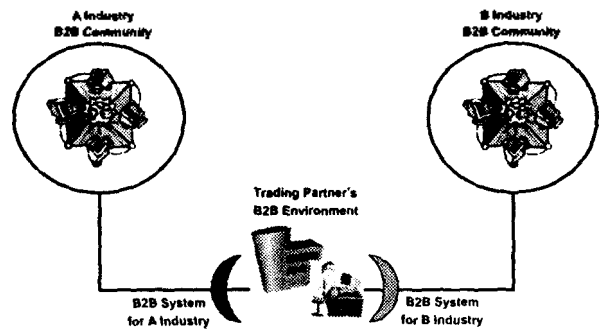 A Industry
B2B Community
B Industry
B2B Community
Trading Partner's
B2B Environment
B2B System
for A Industry
B2B System
for B Industry